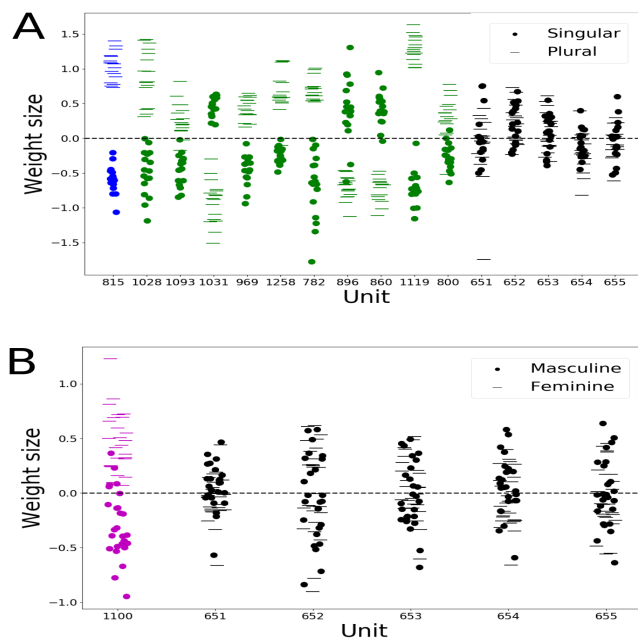 A
Weight size
1.5
1.0
0.5
0.0
−0.5
−1.0
−1.5
Singular
Plural
815 1028 1093 1031 969 1258 782 896 860 1119 800 651 652 653 654 655
Unit
B
Weight size
1.0
0.5
0.0
−0.5
−1.0
Masculine
Feminine
1100 651 652 653 654 655
Unit